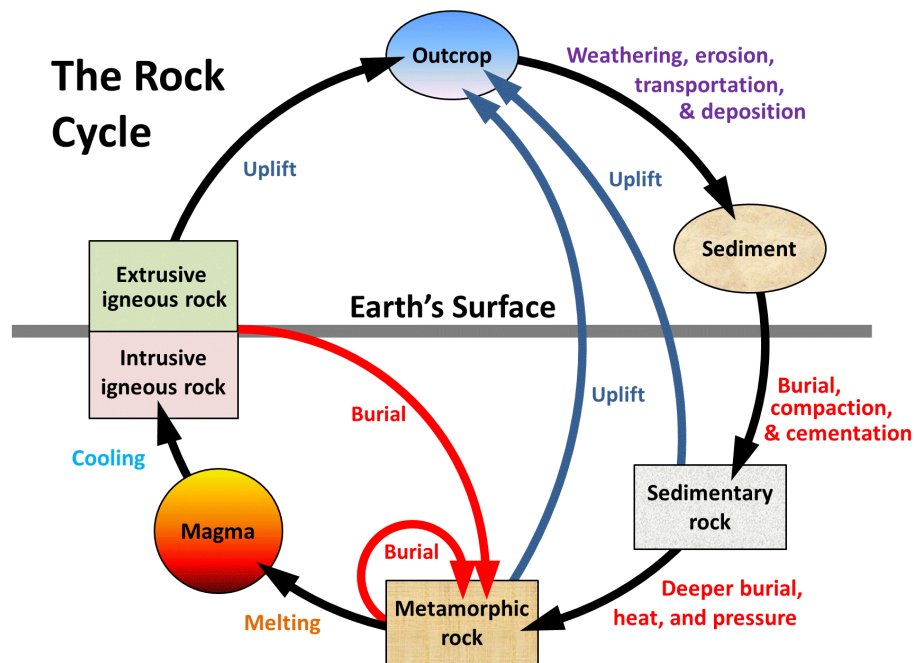 The Rock
Cycle
Outcrop
Weathering, erosion,
transportation,
& deposition
Uplift
Uplift
Sediment
Extrusive
igneous rock
Earth's Surface
Intrusive
igneous rock
Burial
Uplift
Burial,
compaction,
& cementation
Cooling
Sedimentary
rock
Magma
Burial
Deeper burial,
heat, and pressure
Metamorphic
rock
Melting